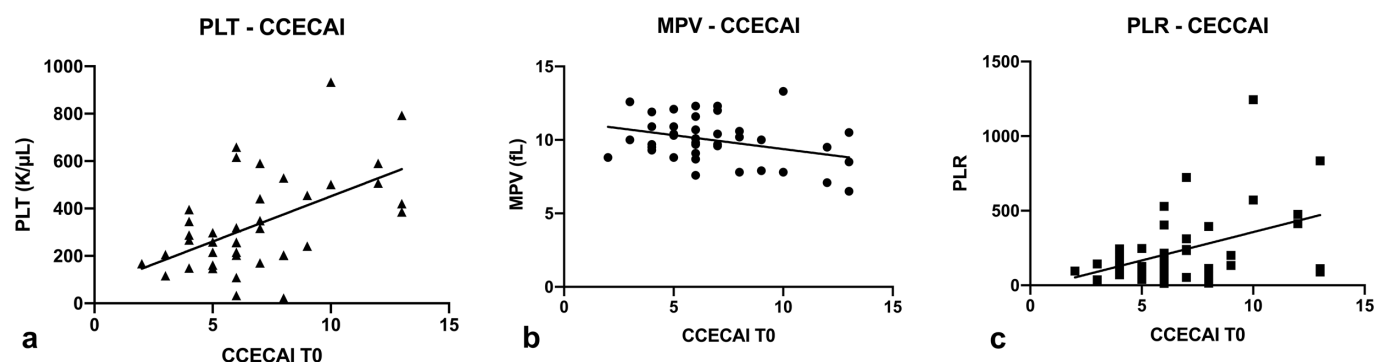 PLT - CCECAI
1000
800
600
400
200
0
PLT (K/µL)
0 5 10 15
CCECAI T0
a
MPV - CCECAI
15
10
5
0
MPV (fL)
0 5 10 15
CCECAI T0
b
PLR - CECCAI
1500
1000
500
0
PLR
0 5 10 15
CCECAI T0
c